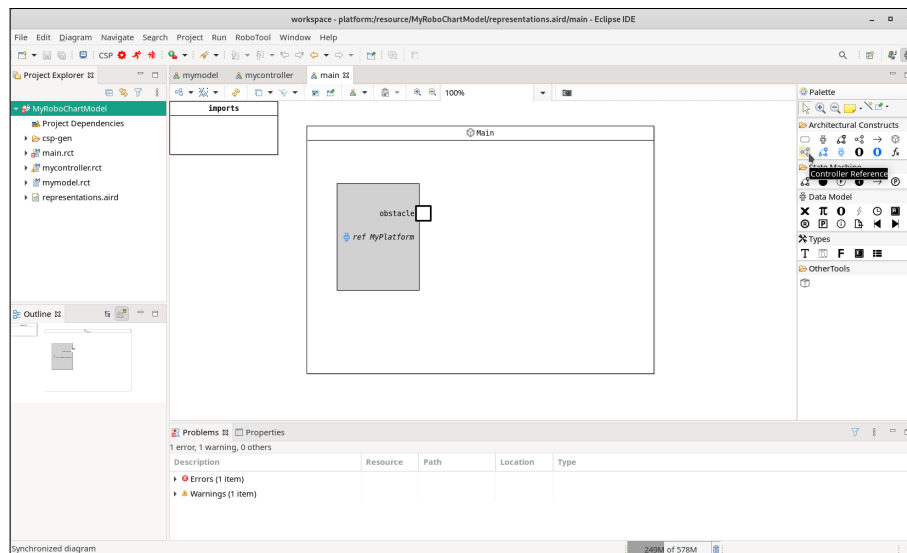 workspace - platform:/resource/MyRoboChartModel/representations.aird/main - Eclipse IDE
File Edit Diagram Navigate Search Project Run RoboTool Window Help
CSP
Project Explorer
mymodel mycontroller main
Palette
100%
MyRoboChartModel
Project Dependencies
csp-gen
main.rct
mycontroller.rct
mymodel.rct
representations.aird
imports
Main
obstacle
ref MyPlatform
Architectural Constructs
State Machine
Controller Reference
Data Model
Types
OtherTools
Outline
Problems Properties
1 error, 1 warning, 0 others
Description Resource Path Location Type
Errors (1 item)
Warnings (1 item)
Synchronized diagram
249M of 578M